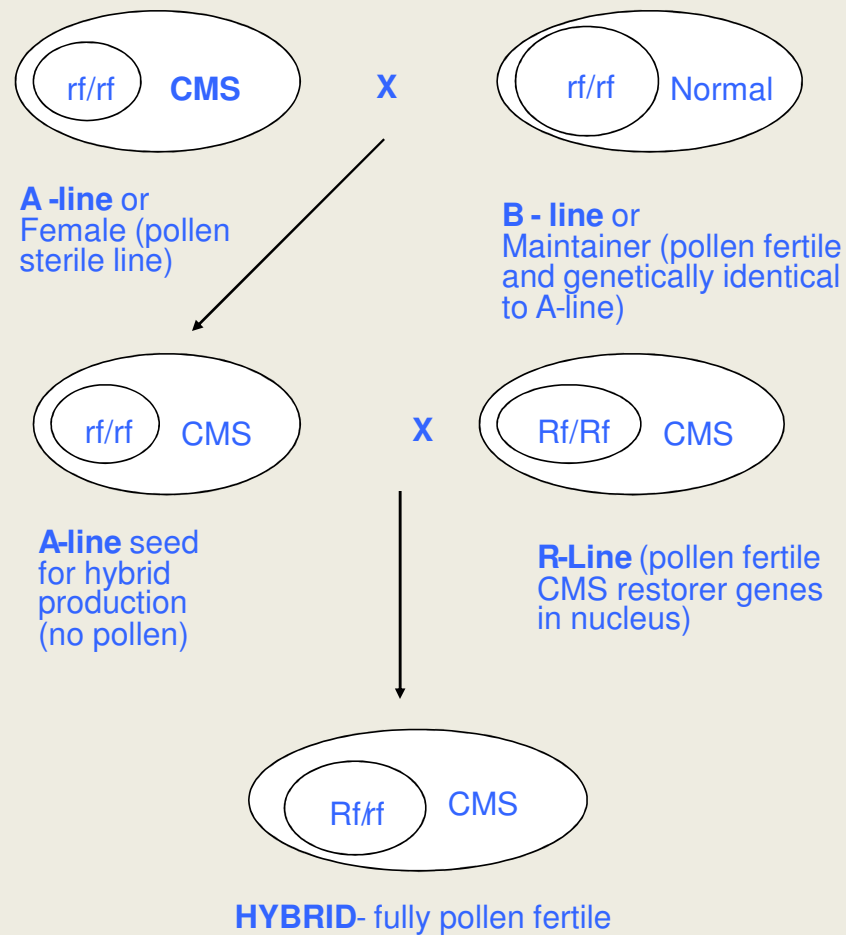 rf/rf CMS
X
rf/rf Normal
A -line or
Female (pollen
sterile line)
B - line or
Maintainer (pollen fertile
and genetically identical
to A-line)
rf/rf CMS
X
Rf/Rf CMS
A-line seed
for hybrid
production
(no pollen)
R-Line (pollen fertile
CMS restorer genes
in nucleus)
Rf/rf CMS
HYBRID- fully pollen fertile